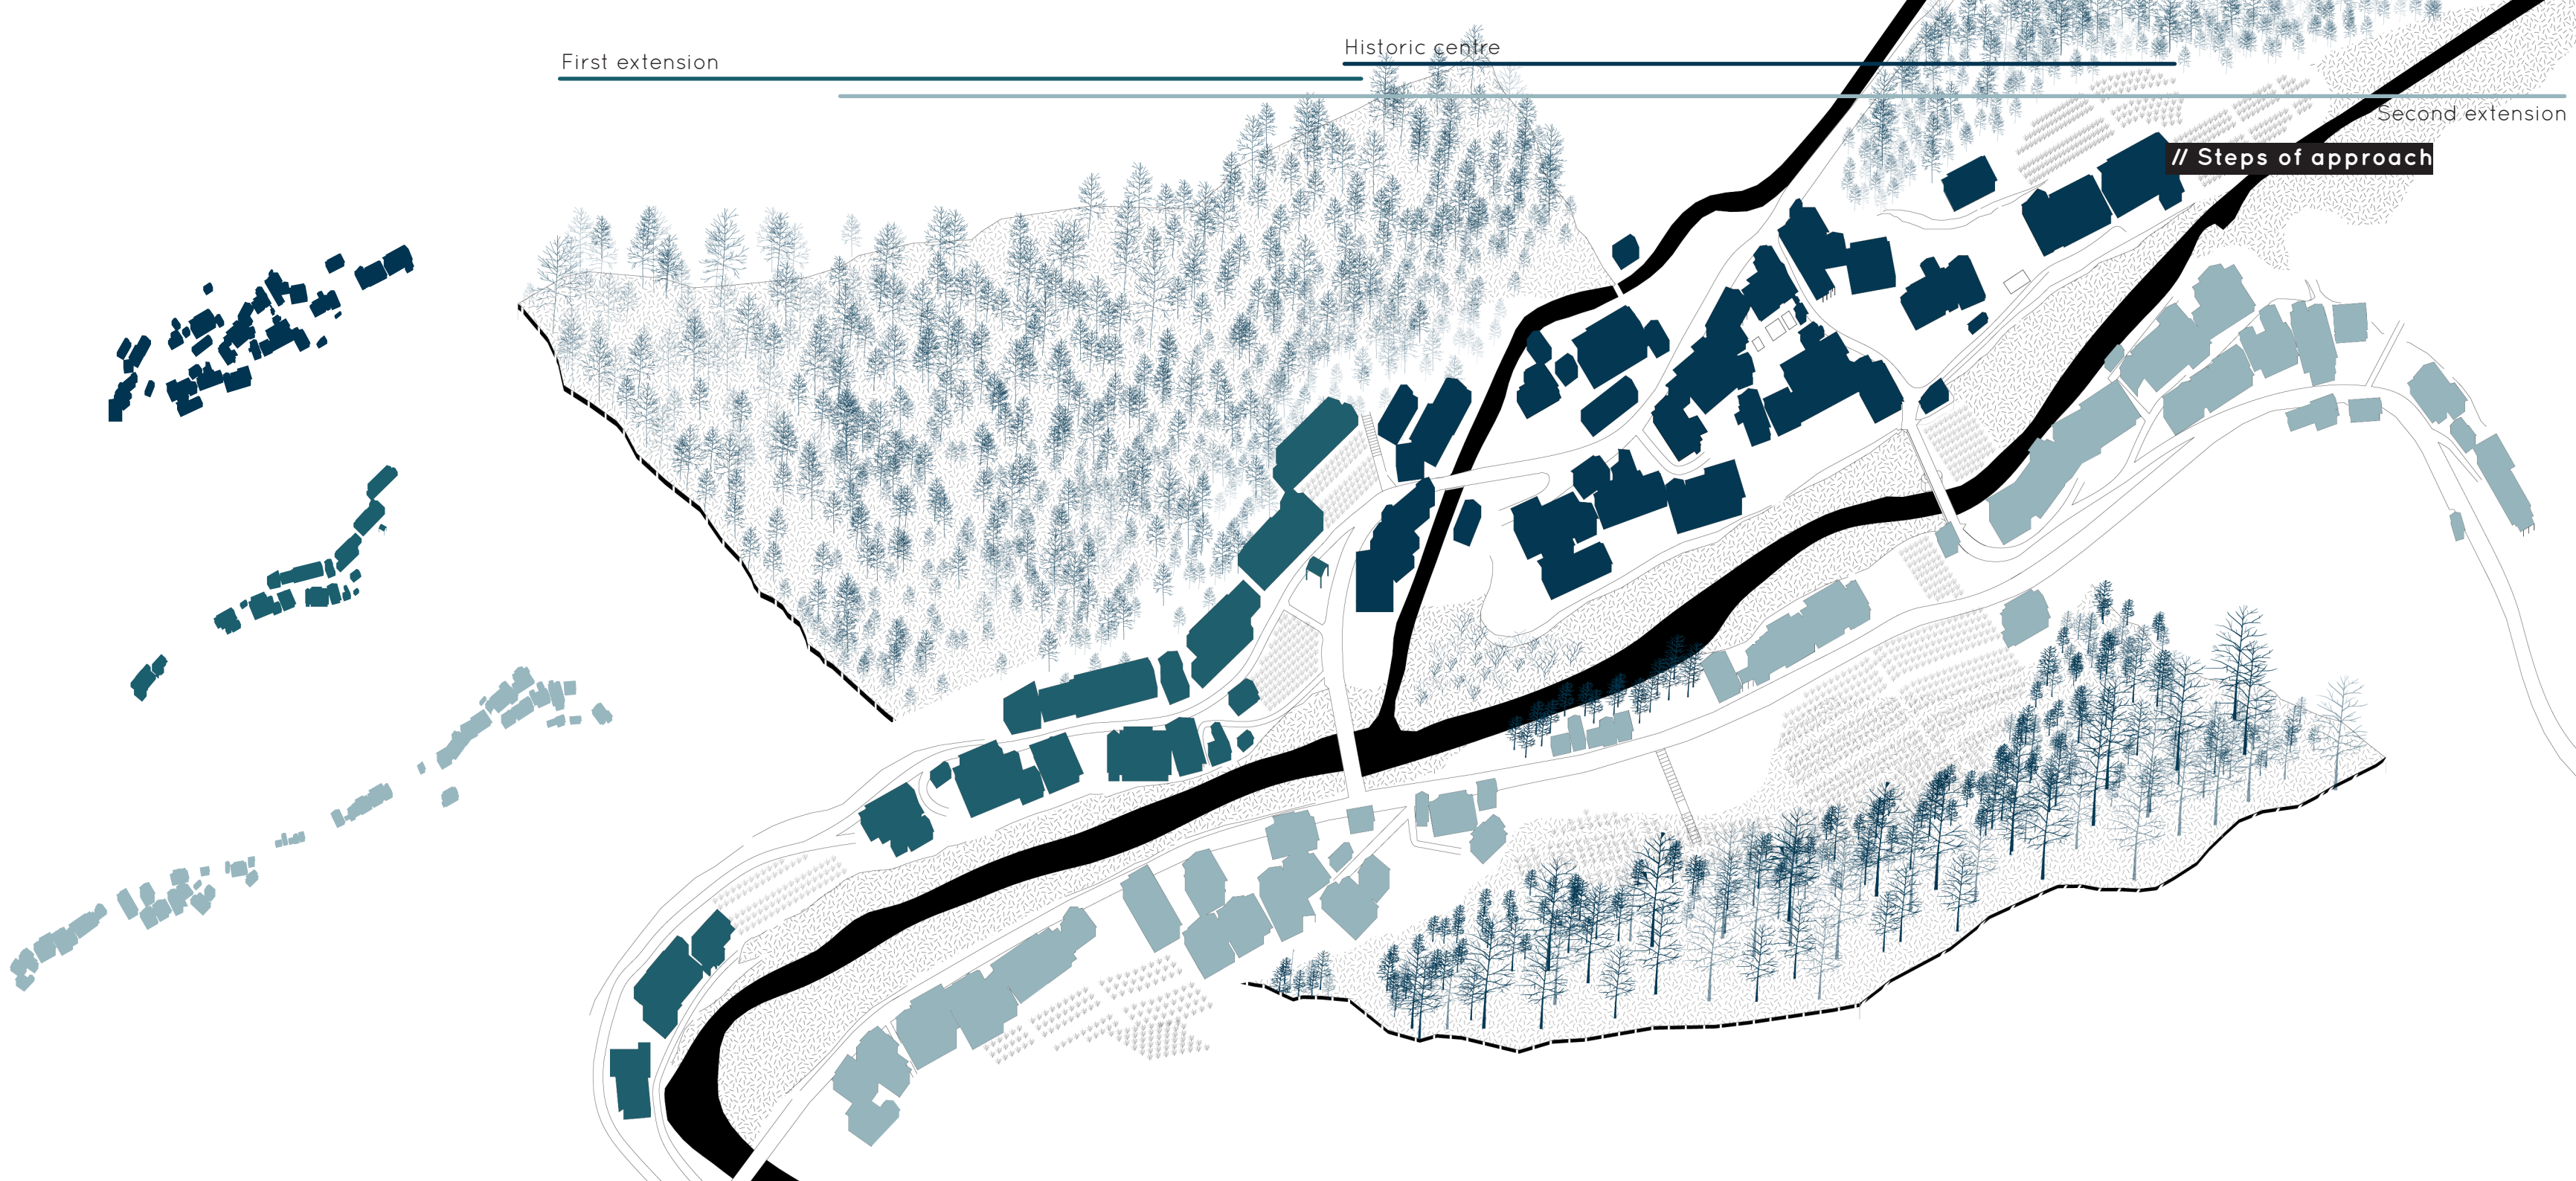 Historic centre
First extension
Second extension
// Steps of approach